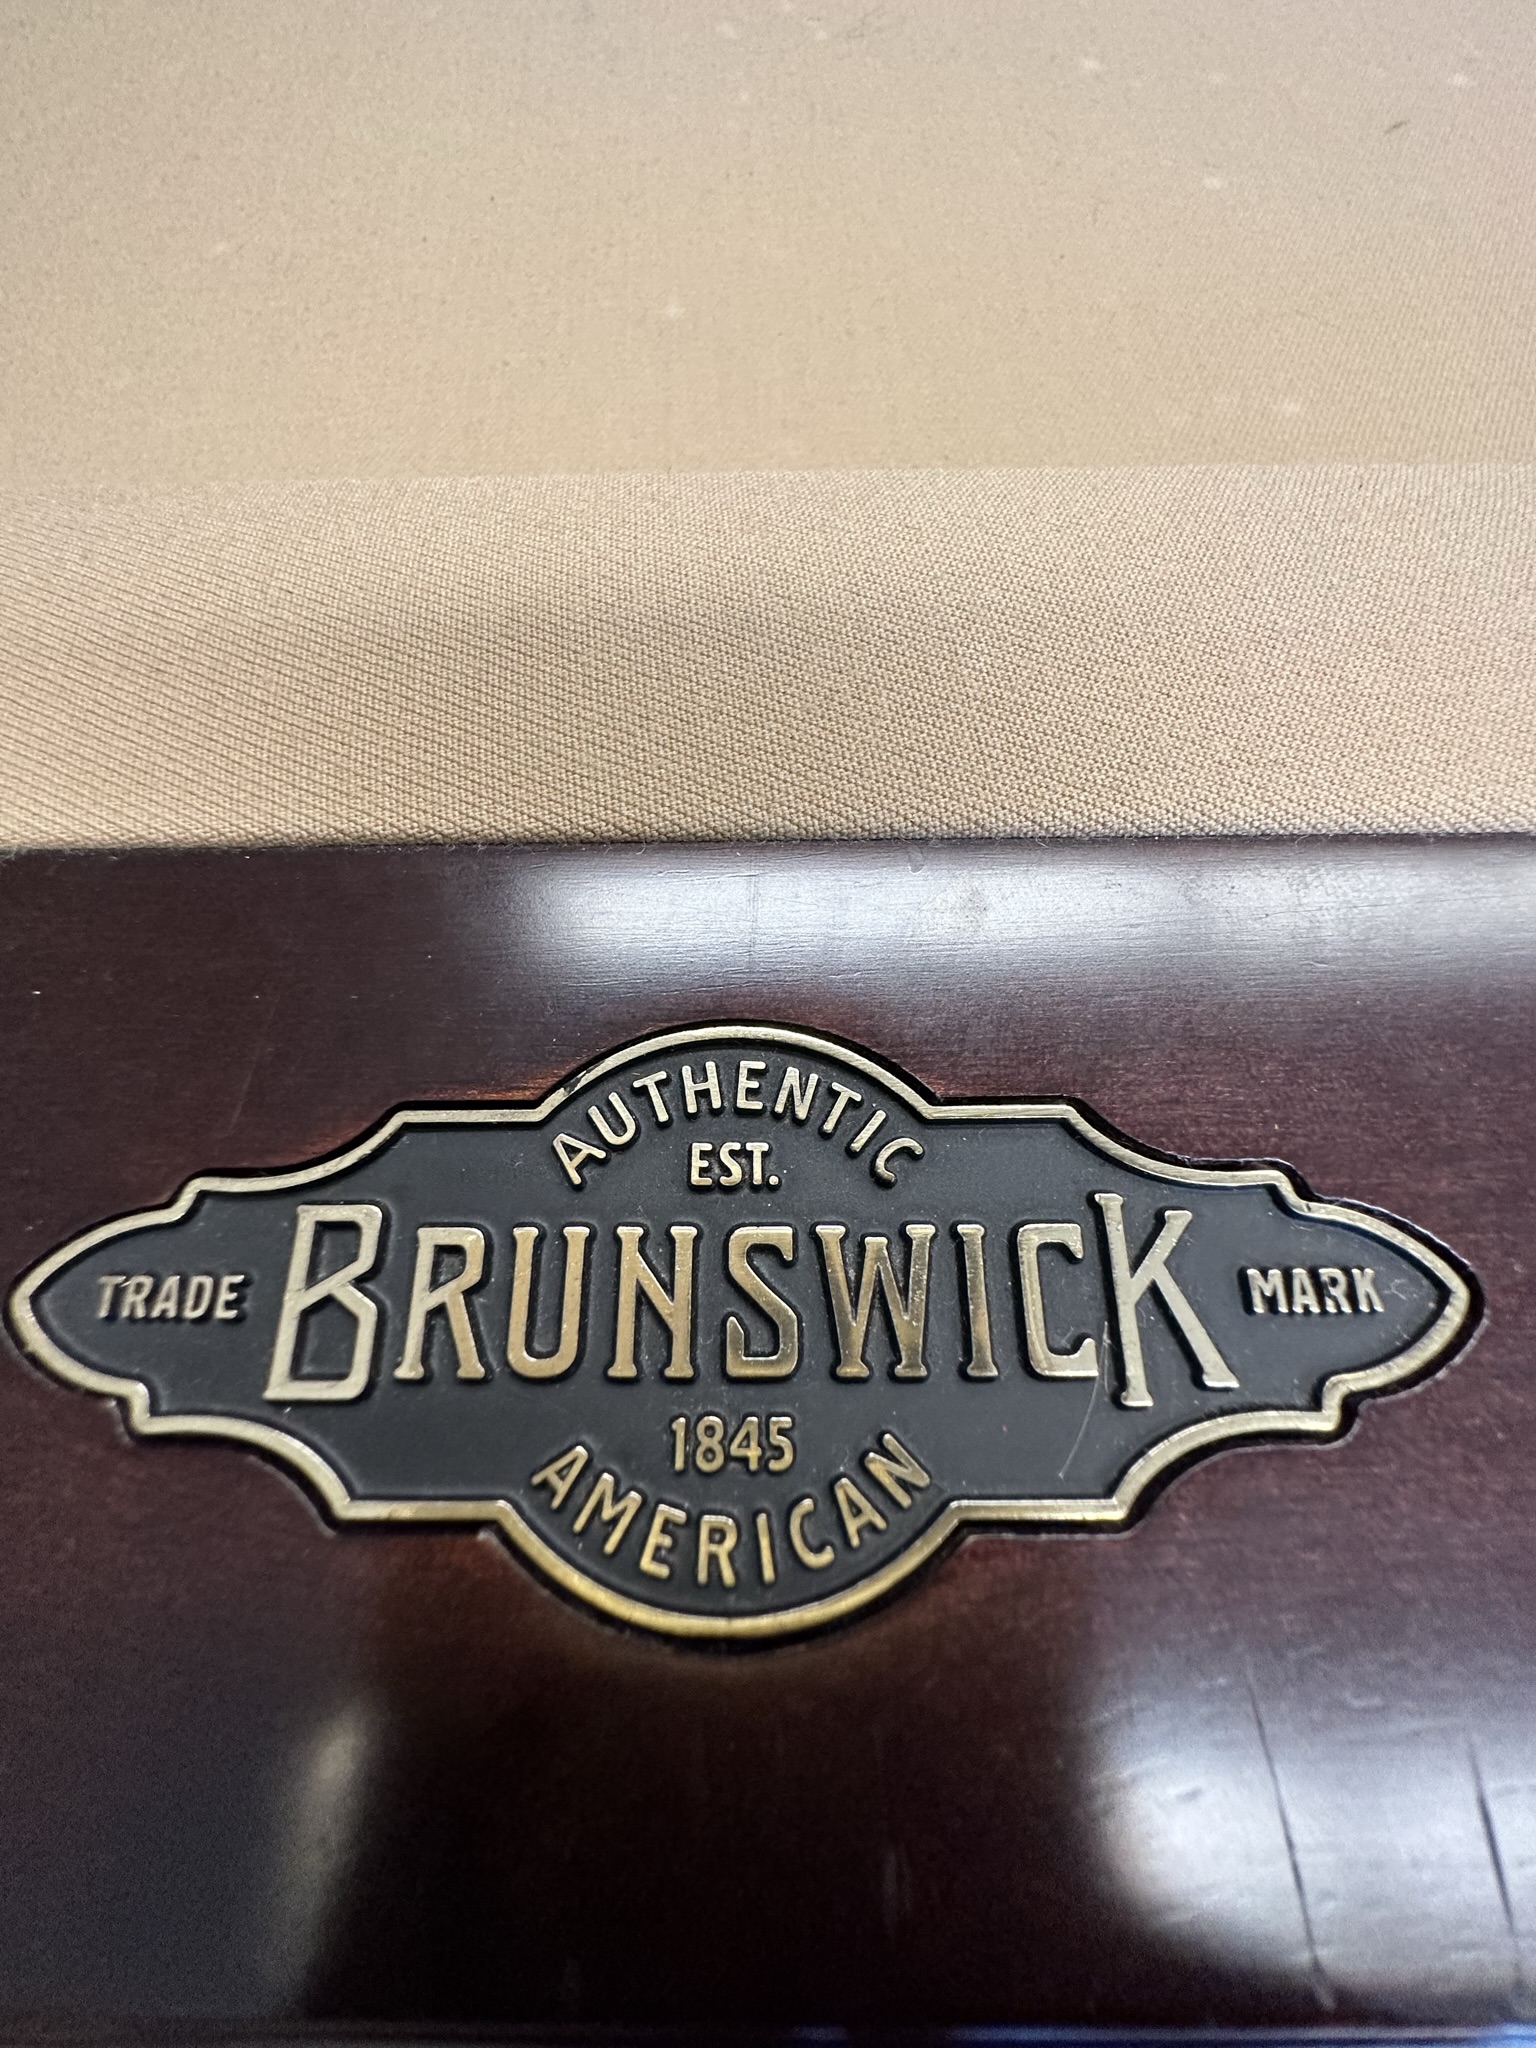 AUTHENTIC
EST.
TRADE BRUNSWICK MARK
1845
AMERICAN